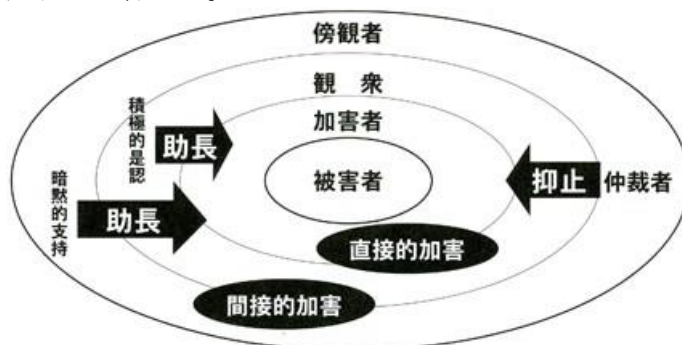 傍観者
観 衆
加害者
被害者
積極的是認
助長
暗黙的支持
助長
抑止
仲裁者
直接的加害
間接的加害